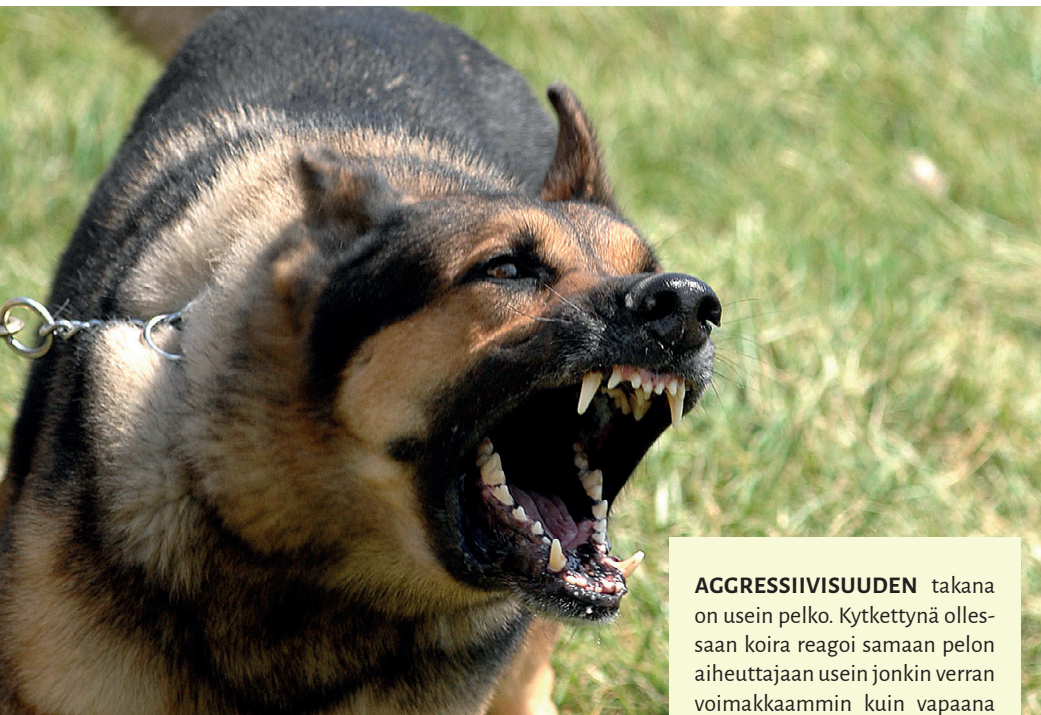 AGGRESSIIVISUUDEN takana
on usein pelko. Kytkettynä olles-
saan koira reagoi samaan pelon
aiheuttajaan usein jonkin verran
voimakkaammin kuin vapaana